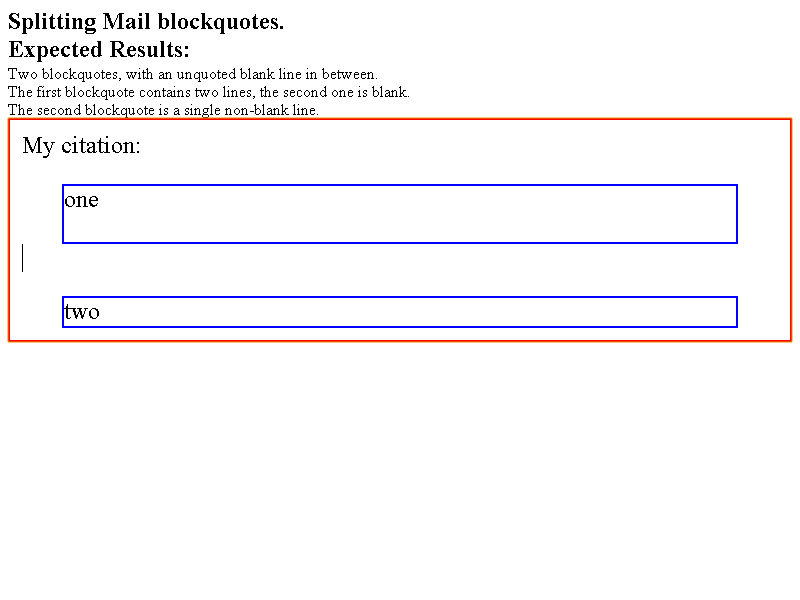 Splitting Mail blockquotes.
Expected Results:
Two blockquotes, with an unquoted blank line in between.
The first blockquote contains two lines, the second one is blank.
The second blockquote is a single non-blank line.
My citation:
one
two